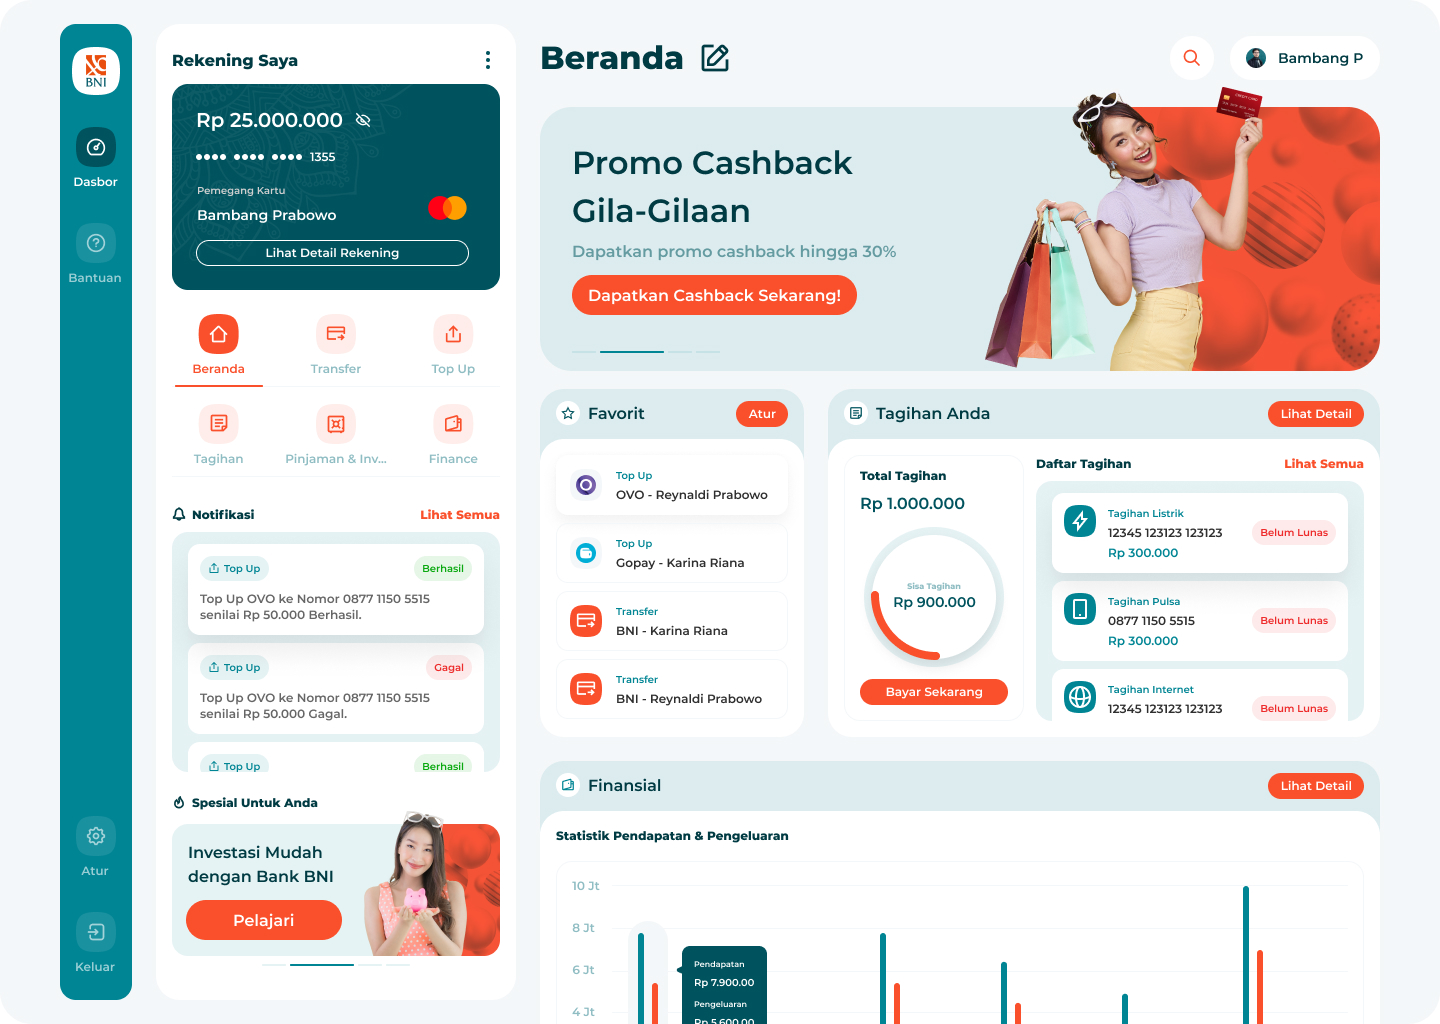 BNI
Dasbor
Bantuan
Atur
Keluar
Rekening Saya
Rp 25.000.000
•••• •••• •••• 1355
Pemegang Kartu
Bambang Prabowo
Lihat Detail Rekening
Beranda
Transfer
Top Up
Tagihan
Pinjaman & Inv...
Finance
Notifikasi
Lihat Semua
Top Up
Berhasil
Top Up OVO ke Nomor 0877 1150 5515
senilai Rp 50.000 Berhasil.
Top Up
Gagal
Top Up OVO ke Nomor 0877 1150 5515
senilai Rp 50.000 Gagal.
Top Up
Berhasil
Spesial Untuk Anda
Investasi Mudah
dengan Bank BNI
Pelajari
Beranda
Bambang P
Promo Cashback
Gila-Gilaan
Dapatkan promo cashback hingga 30%
Dapatkan Cashback Sekarang!
CREDIT CARD
Favorit
Atur
Top Up
OVO - Reynaldi Prabowo
Top Up
Gopay - Karina Riana
Transfer
BNI - Karina Riana
Transfer
BNI - Reynaldi Prabowo
Tagihan Anda
Lihat Detail
Total Tagihan
Rp 1.000.000
Sisa Tagihan
Rp 900.000
Bayar Sekarang
Daftar Tagihan
Lihat Semua
Tagihan Listrik
12345 123123 123123
Rp 300.000
Belum Lunas
Tagihan Pulsa
0877 1150 5515
Rp 300.000
Belum Lunas
Tagihan Internet
12345 123123 123123
Belum Lunas
Finansial
Lihat Detail
Statistik Pendapatan & Pengeluaran
10 Jt
8 Jt
6 Jt
4 Jt
Pendapatan
Rp 7.900.00
Pengeluaran
Rp 5.600.00